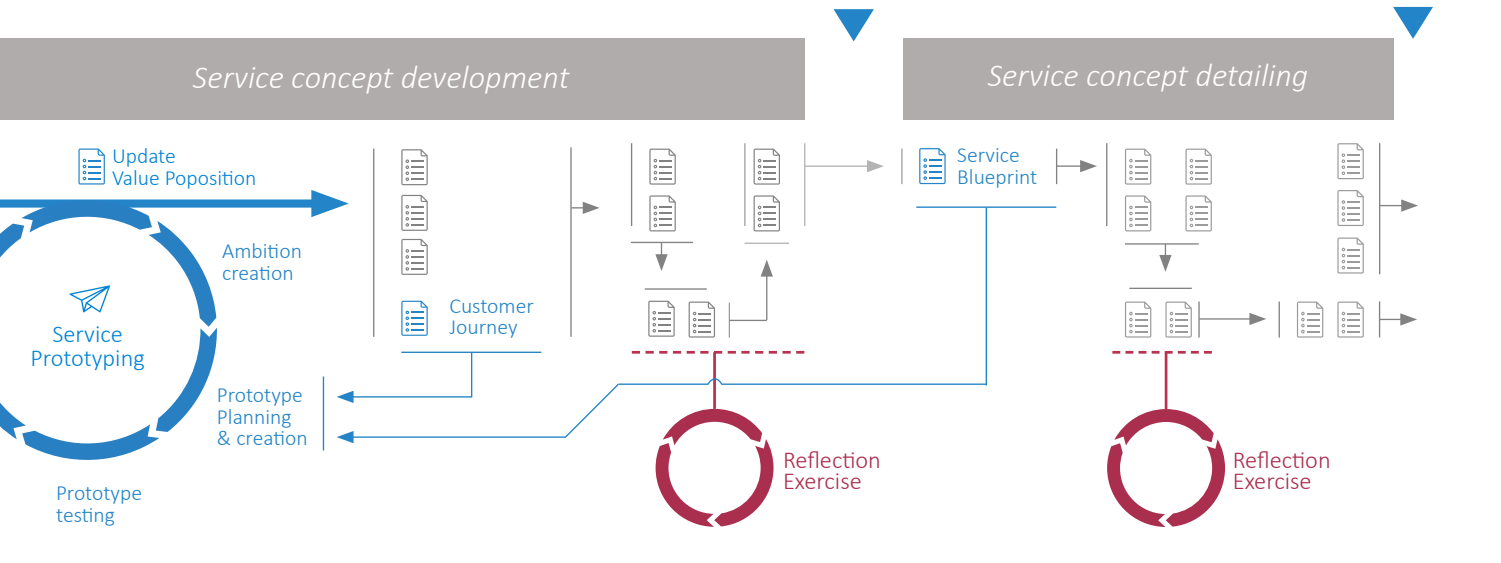 Service concept development
Service concept detailing
Update
Value Poposition
Ambition
creation
Service
Prototyping
Customer
Journey
Prototype
Planning
& creation
Prototype
testing
Service
Blueprint
Reflection
Exercise
Reflection
Exercise